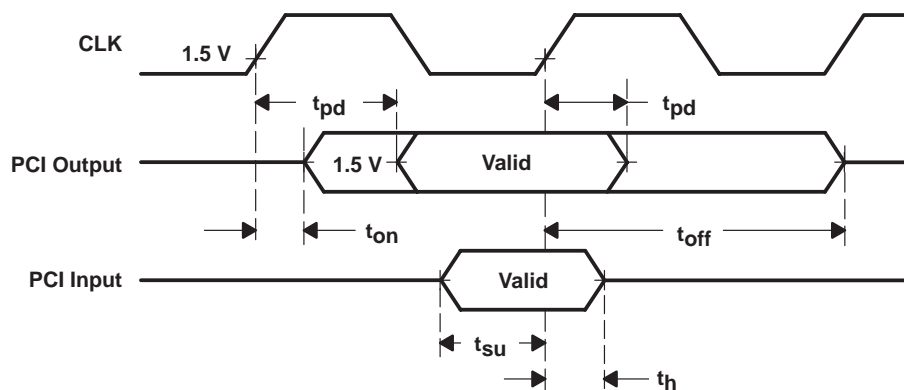 CLK
1.5 V
tpd
tpd
PCI Output
1.5 V
Valid
ton
toff
PCI Input
Valid
tsu
th